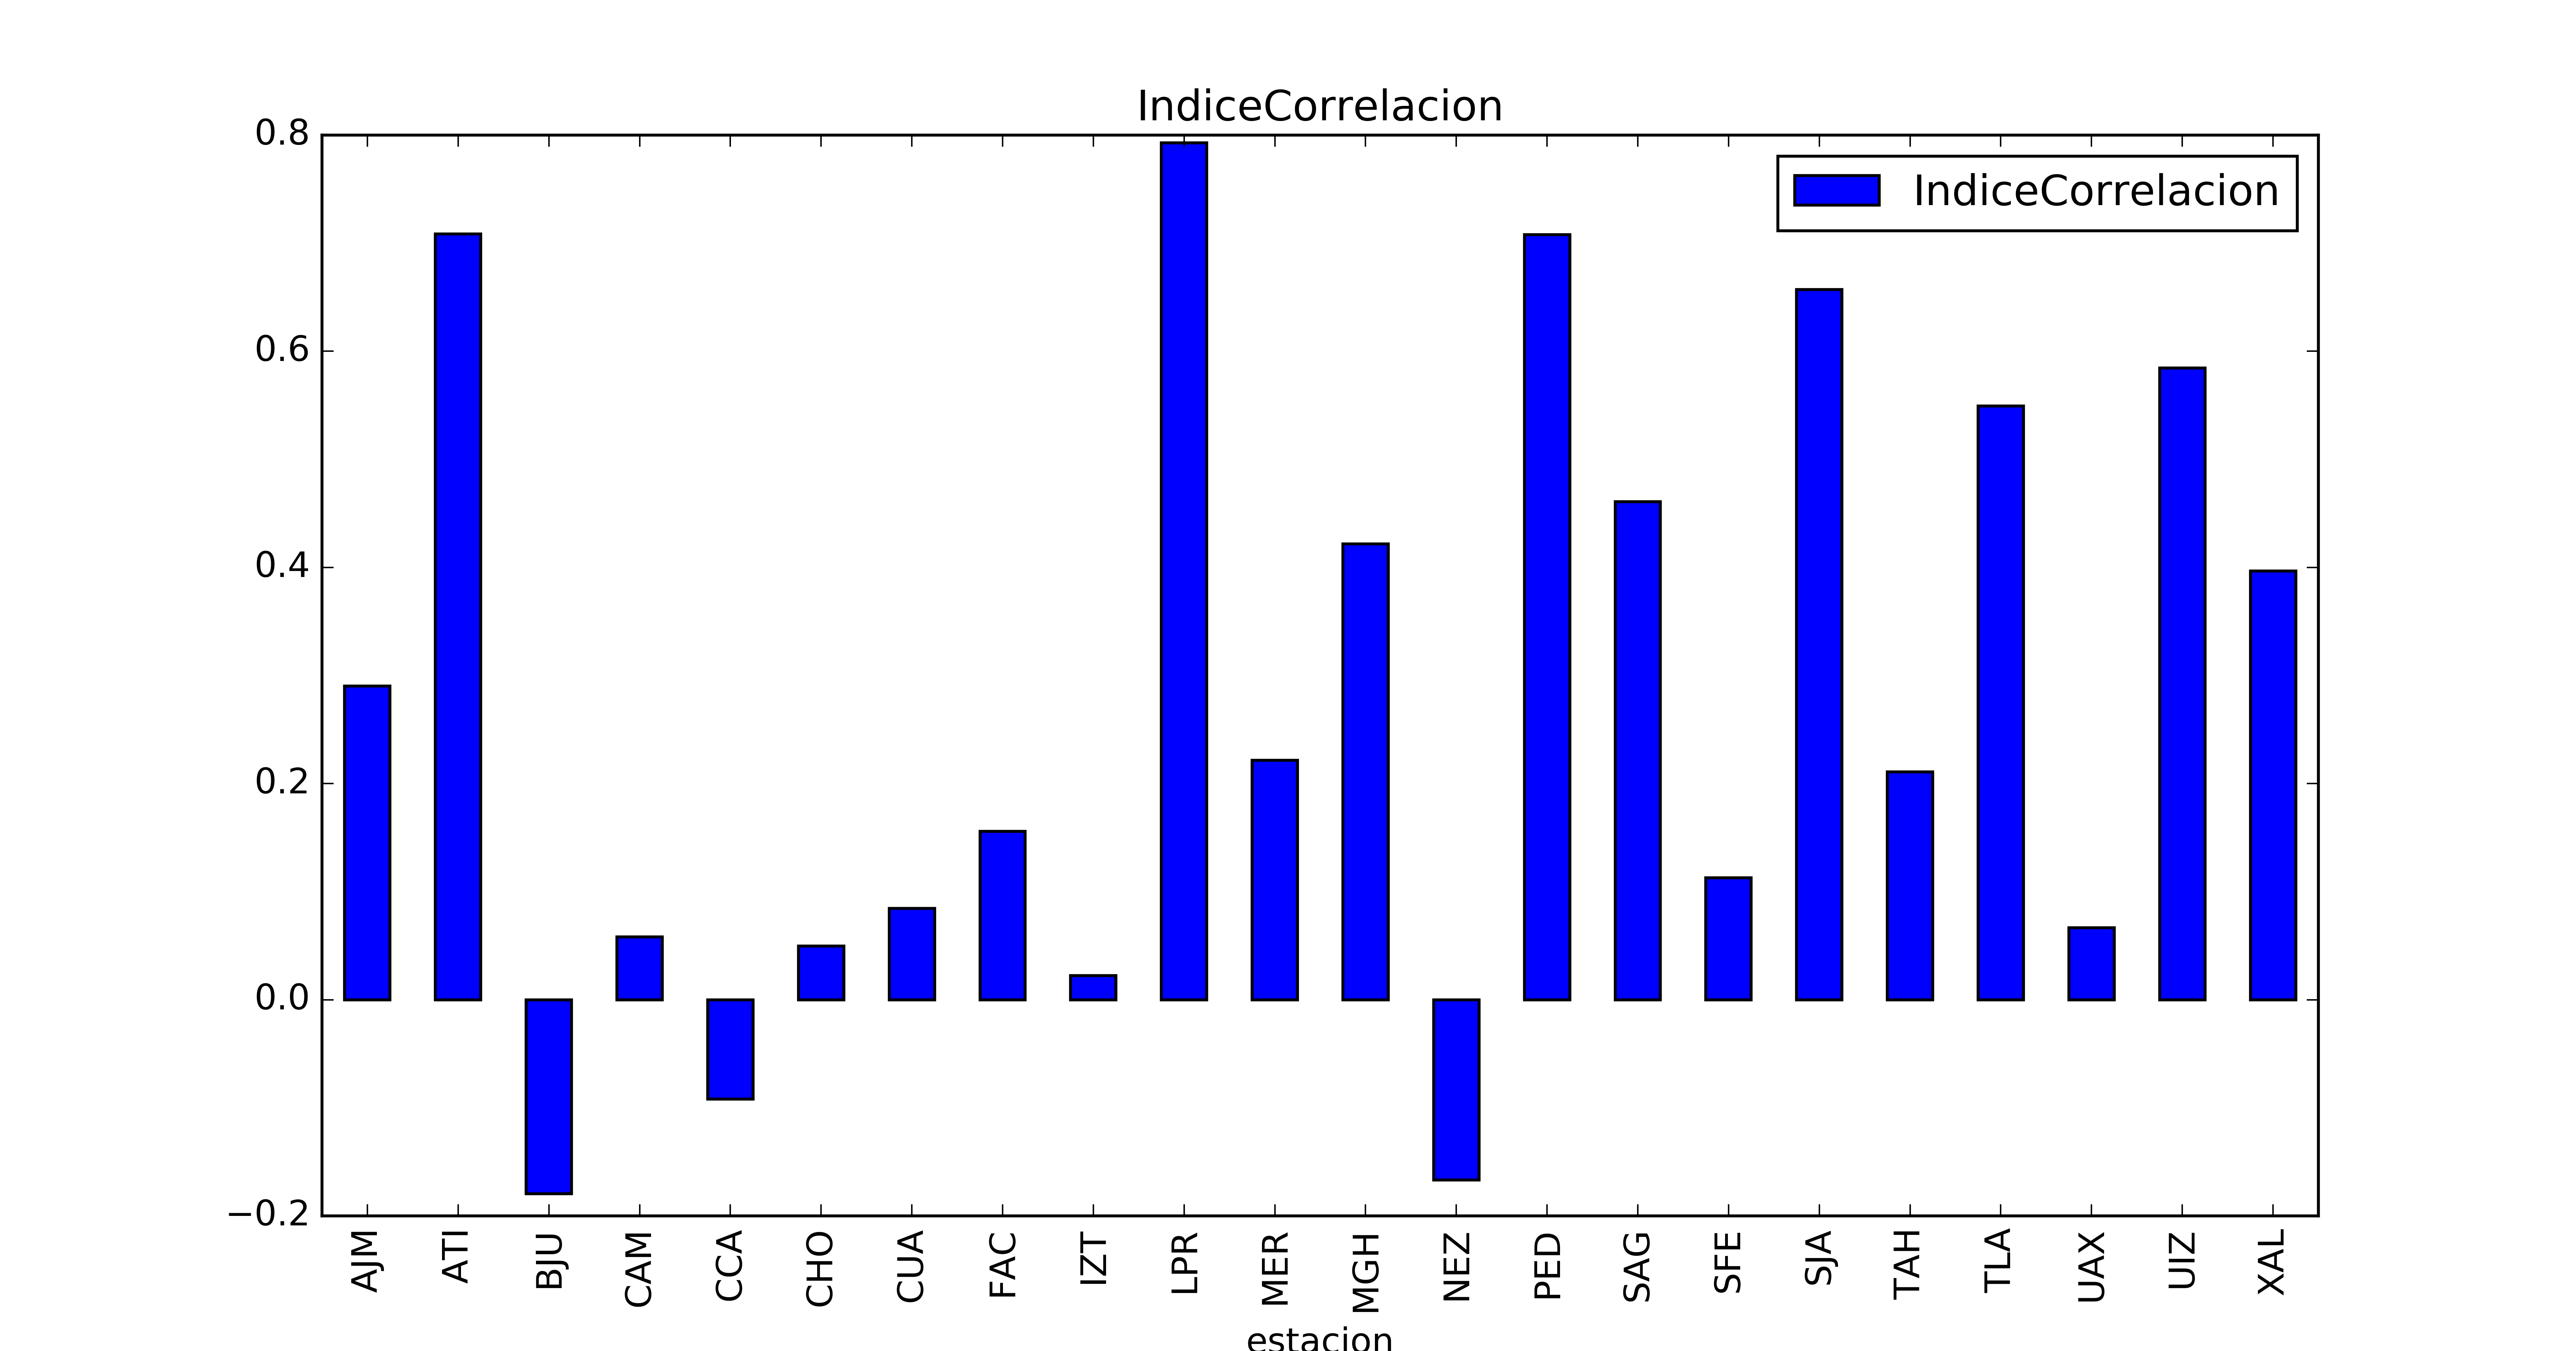 IndiceCorrelacion
IndiceCorrelacion
0.8
0.6
0.4
0.2
0.0
−0.2
AJM
ATI
BJU
CAM
CCA
CHO
CUA
FAC
IZT
LPR
MER
MGH
NEZ
PED
SAG
SFE
SJA
TAH
TLA
UAX
UIZ
XAL
estacion